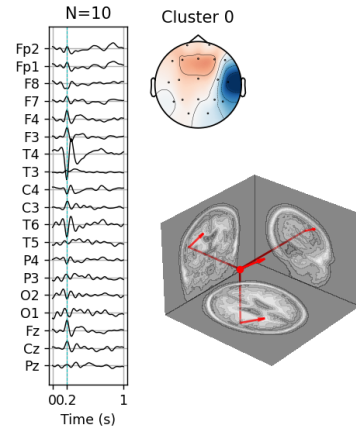 N=10
Cluster 0
Fp2
Fp1
F8
F7
F4
F3
T4
T3
C4
C3
T6
T5
P4
P3
O2
O1
Fz
Cz
Pz
00.2 1
Time (s)